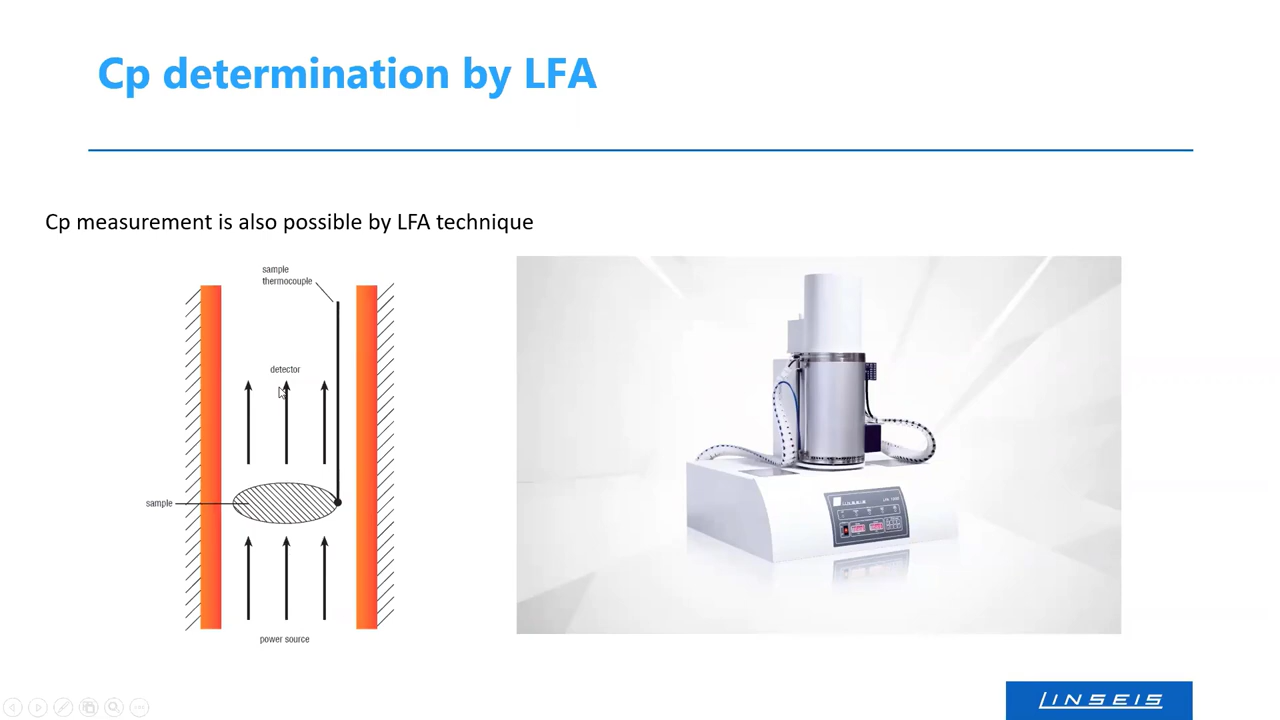 Cp determination by LFA
Cp measurement is also possible by LFA technique
sample
thermocouple
detector
sample
power source
LINSEIS
LINSEIS